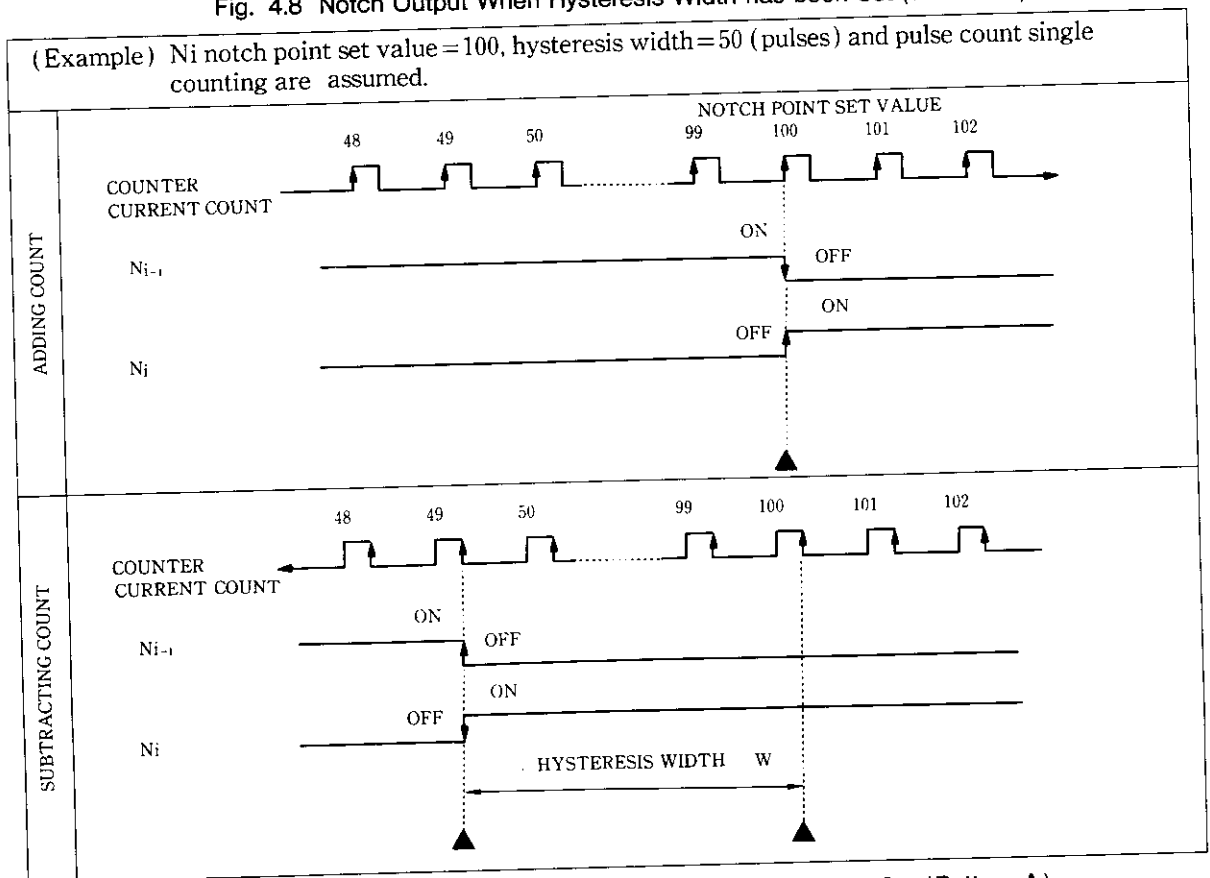 Fig. 4.8 Notch Output When Hysteresis Width has been
(Example) Ni notch point set value=100, hysteresis width=50 (pulses) and pulse count single
counting are assumed.
NOTCH POINT SET VALUE
48 49 50 99 100 101 102
COUNTER
CURRENT COUNT
ON
Ni-1 OFF
ON
OFF
Ni
ADDING COUNT
48 49 50 99 100 101 102
COUNTER
CURRENT COUNT
ON
Ni-1 OFF
ON
OFF
Ni
HYSTERESIS WIDTH W
SUBTRACTING COUNT